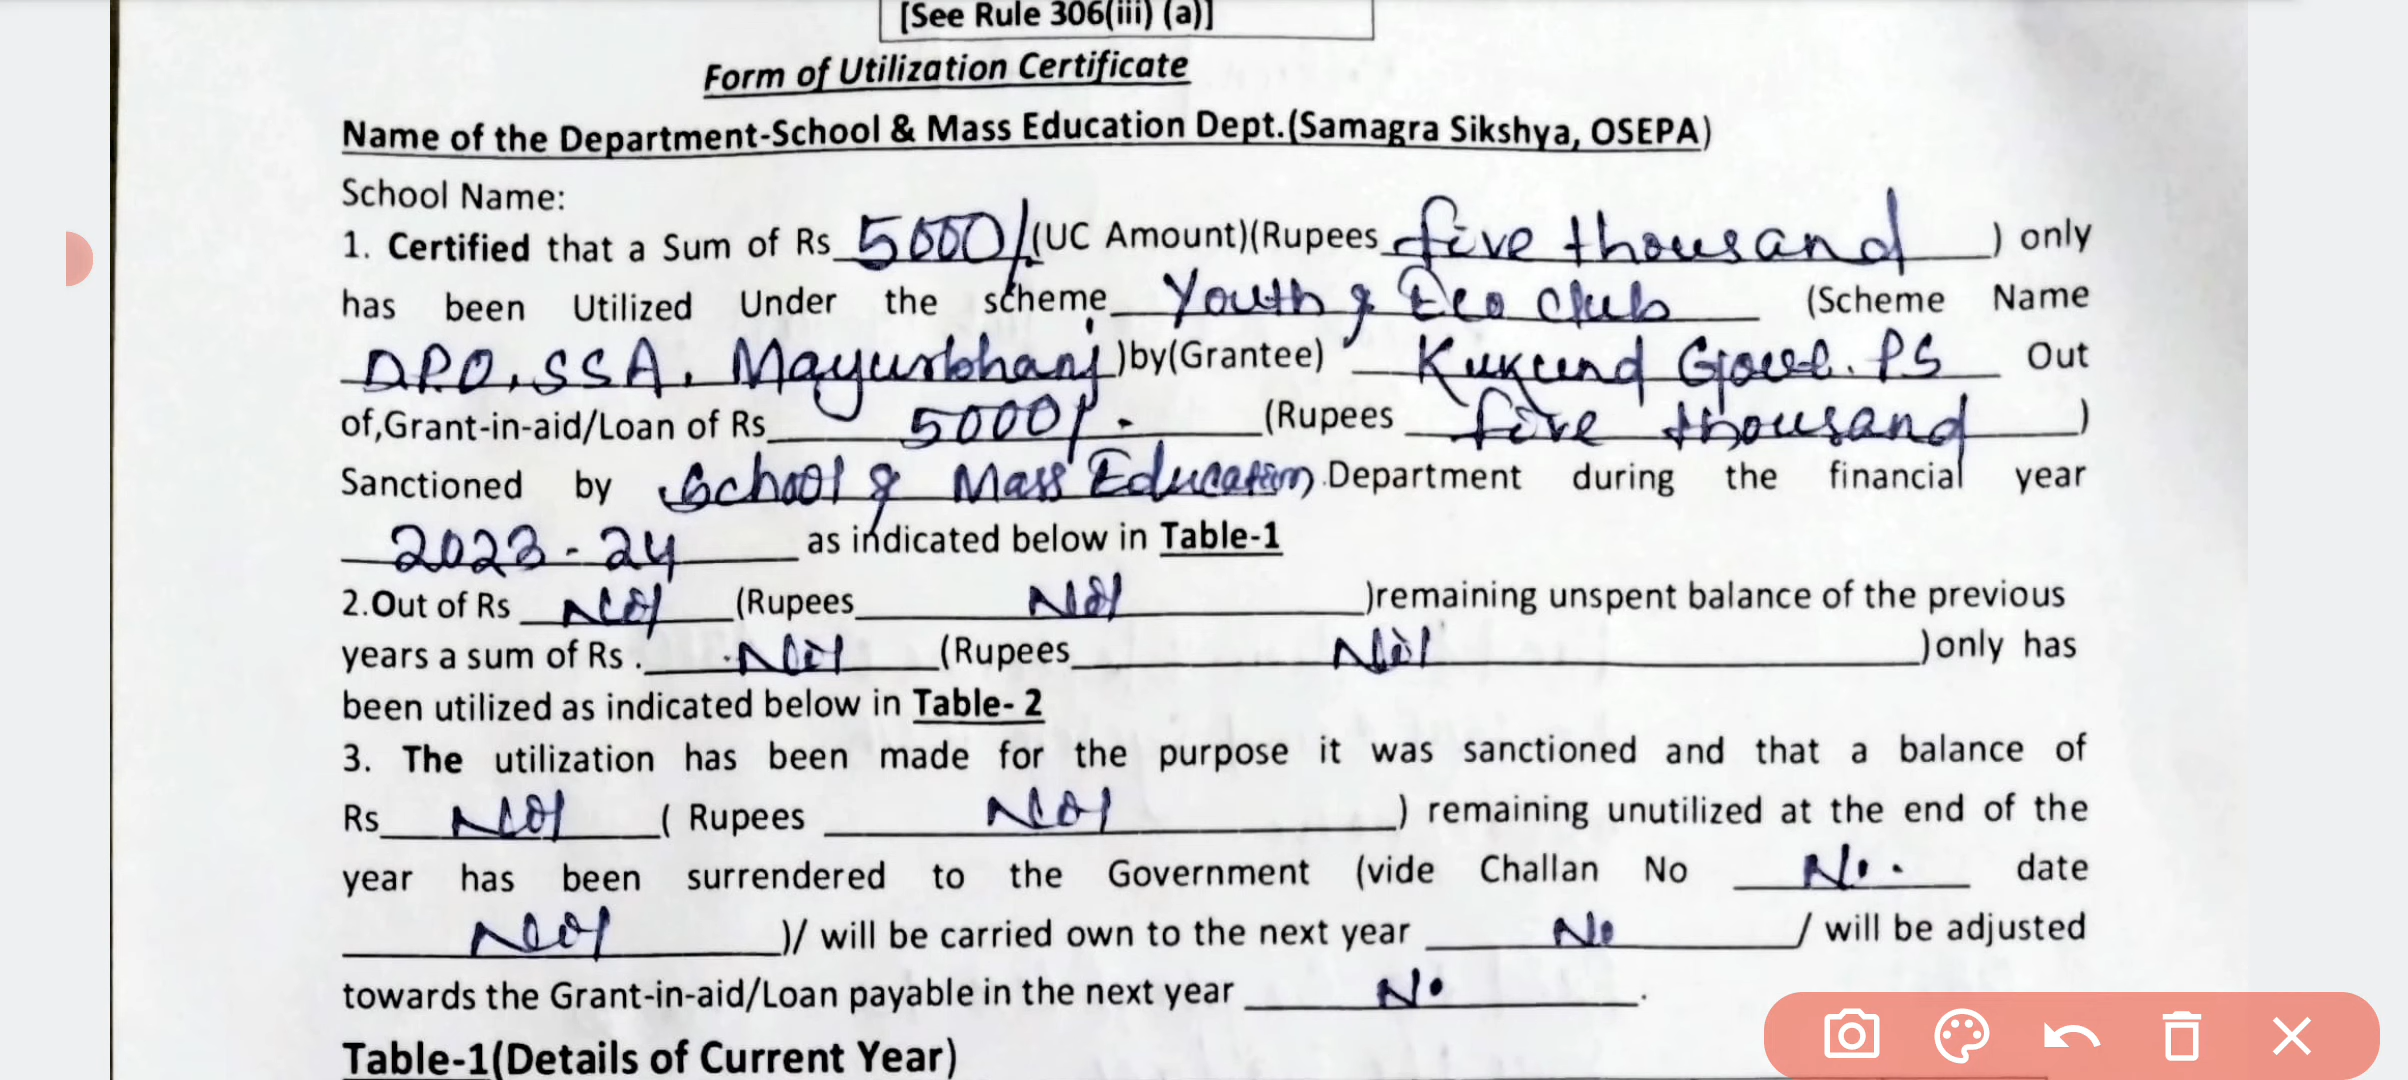 [See Rule 306(iii) (a)]
Form of Utilization Certificate
Name of the Department-School & Mass Education Dept.(Samagra Sikshya, OSEPA)
School Name:
1. Certified that a Sum of Rs 5000/- (UC Amount)(Rupees five thousand ) only
has been Utilized Under the scheme Youth & Eco Club (Scheme Name
D.P.O, SSA, Mayurbhanj )by(Grantee) Kukund Govt. PS Out
of,Grant-in-aid/Loan of Rs 5000/- (Rupees five thousand )
Sanctioned by School & Mass Education Department during the financial year
2023-24 as indicated below in Table-1
2.Out of Rs Nil (Rupees Nil )remaining unspent balance of the previous
years a sum of Rs . Nil (Rupees Nil )only has
been utilized as indicated below in Table- 2
3. The utilization has been made for the purpose it was sanctioned and that a balance of
Rs Nil ( Rupees Nil ) remaining unutilized at the end of the
year has been surrendered to the Government (vide Challan No No. date
Nil )/ will be carried own to the next year No / will be adjusted
towards the Grant-in-aid/Loan payable in the next year No .
Table-1(Details of Current Year)